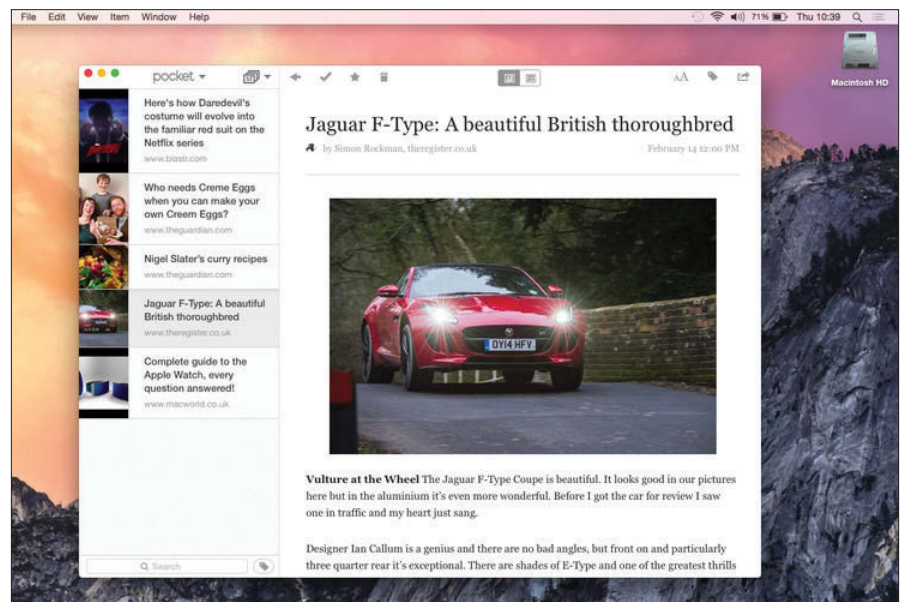 File Edit View Item Window Help
71% Thu 10:39
Macintosh HD
pocket
Here's how Daredevil's
costume will evolve into
the familiar red suit on the
Netflix series
www.blastr.com
Who needs Creme Eggs
when you can make your
own Creem Eggs?
www.theguardian.com
Nigel Slater's curry recipes
www.theguardian.com
Jaguar F-Type: A beautiful
British thoroughbred
www.theregister.co.uk
Complete guide to the
Apple Watch, every
question answered!
www.macworld.co.uk
Search
AA
Jaguar F-Type: A beautiful British thoroughbred
by Simon Rockman, theregister.co.uk February 14 12:00 PM
OY14 HFV
Vulture at the Wheel The Jaguar F-Type Coupe is beautiful. It looks good in our pictures
here but in the aluminium it's even more wonderful. Before I got the car for review I saw
one in traffic and my heart just sang.
Designer Ian Callum is a genius and there are no bad angles, but front on and particularly
three quarter rear it's exceptional. There are shades of E-Type and one of the greatest thrills